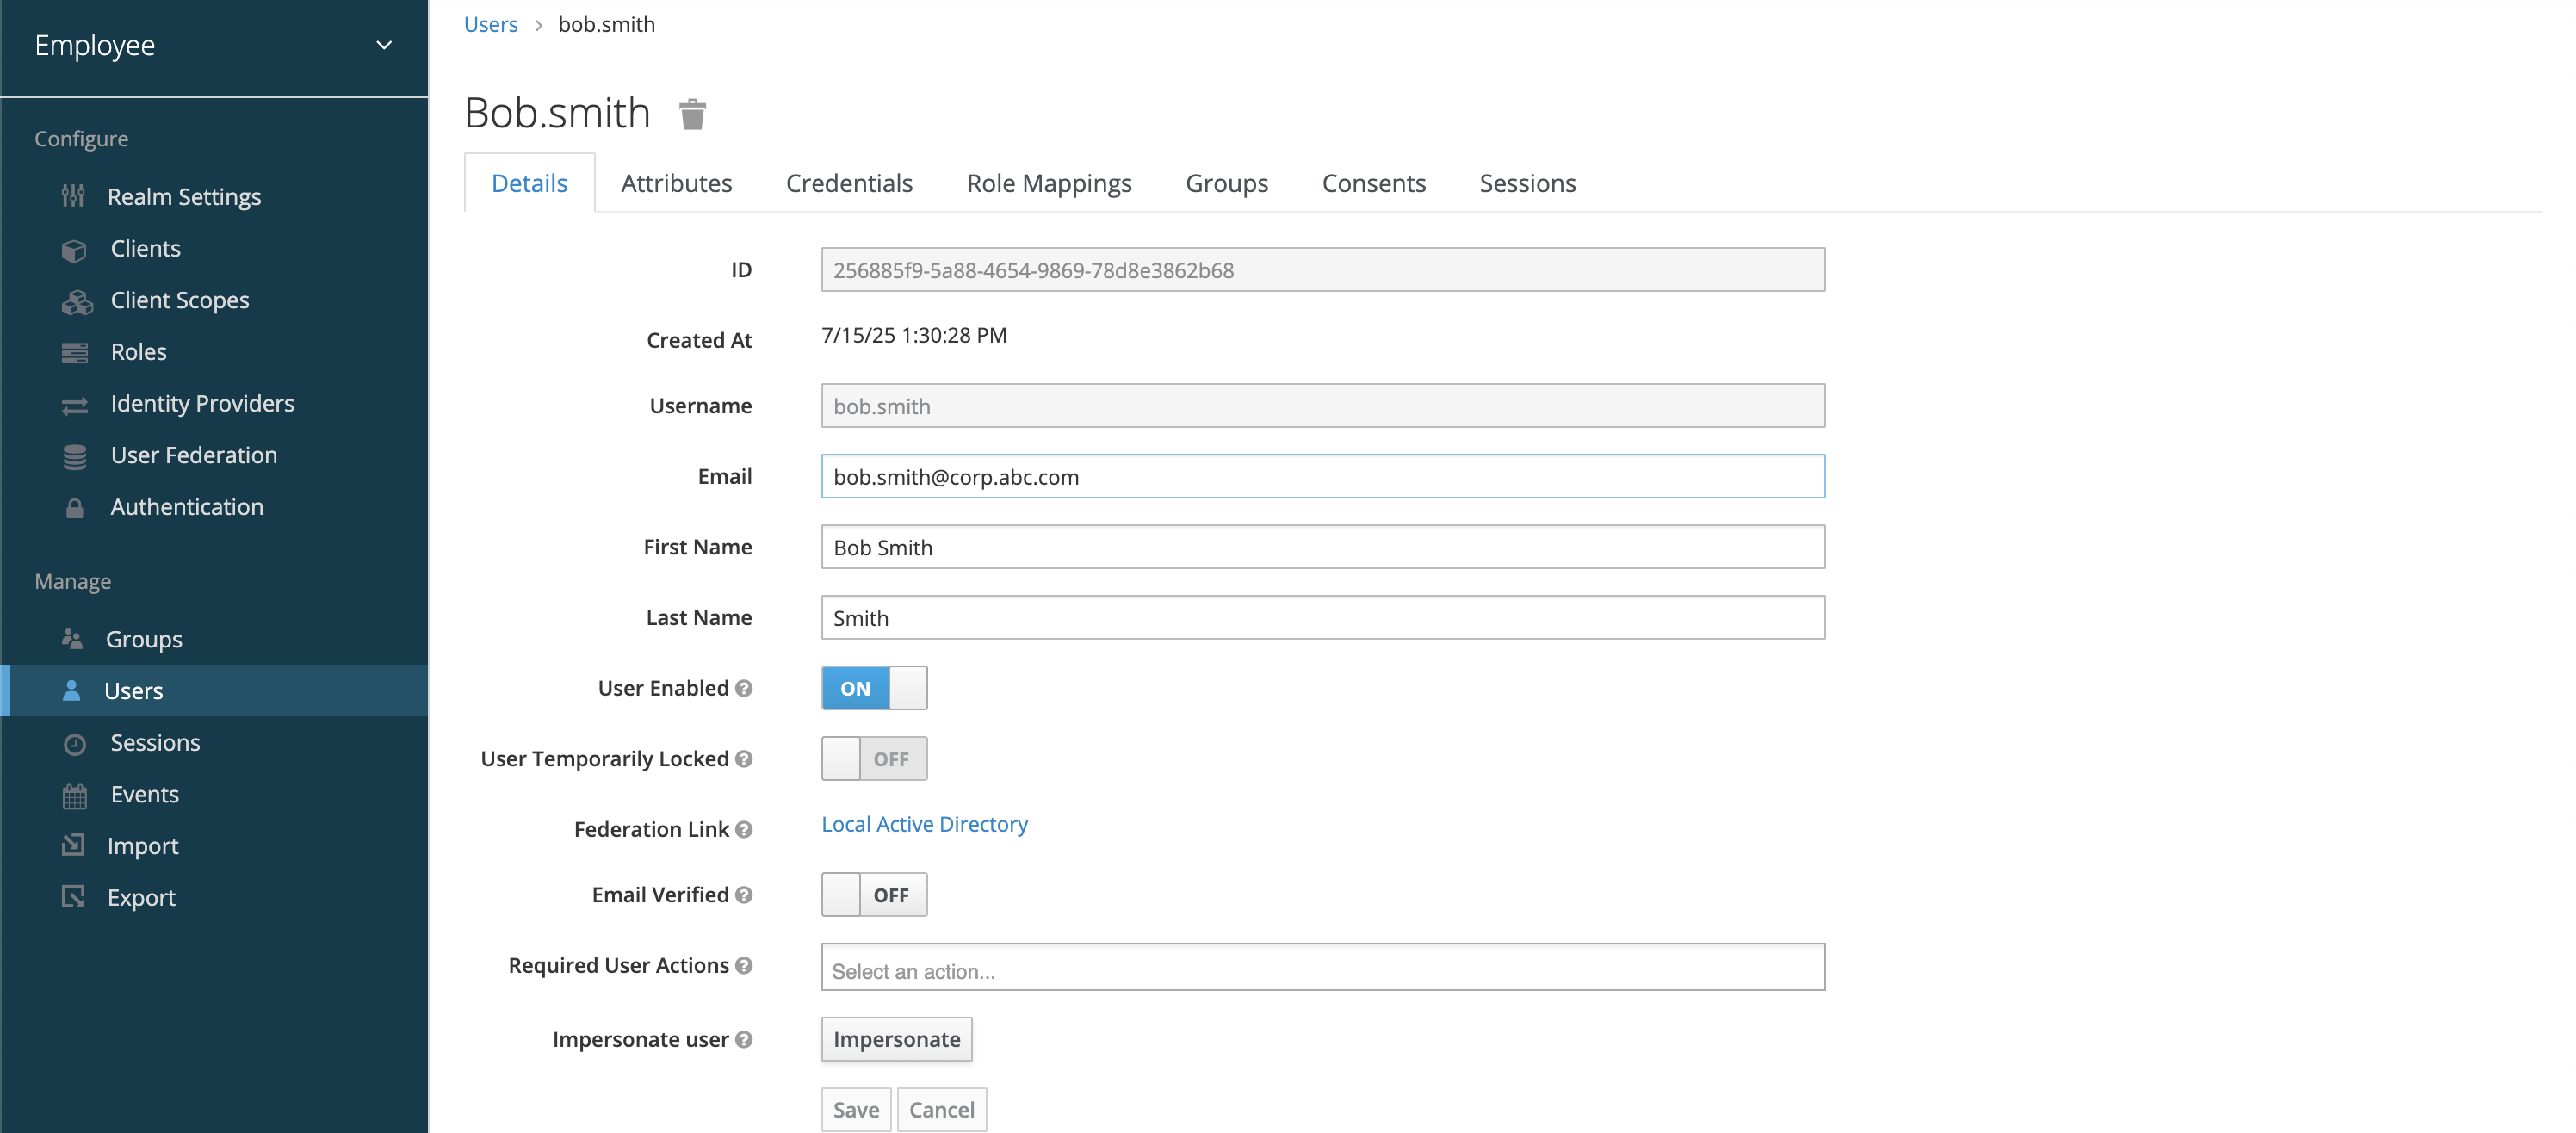 Employee
Configure
Realm Settings
Clients
Client Scopes
Roles
Identity Providers
User Federation
Authentication
Manage
Groups
Users
Sessions
Events
Import
Export
Users > bob.smith
Bob.smith
Details Attributes Credentials Role Mappings Groups Consents Sessions
ID 256885f9-5a88-4654-9869-78d8e3862b68
Created At 7/15/25 1:30:28 PM
Username bob.smith
Email bob.smith@corp.abc.com
First Name Bob Smith
Last Name Smith
User Enabled ? ON
User Temporarily Locked ? OFF
Federation Link ? Local Active Directory
Email Verified ? OFF
Required User Actions ? Select an action...
Impersonate user ? Impersonate
Save Cancel